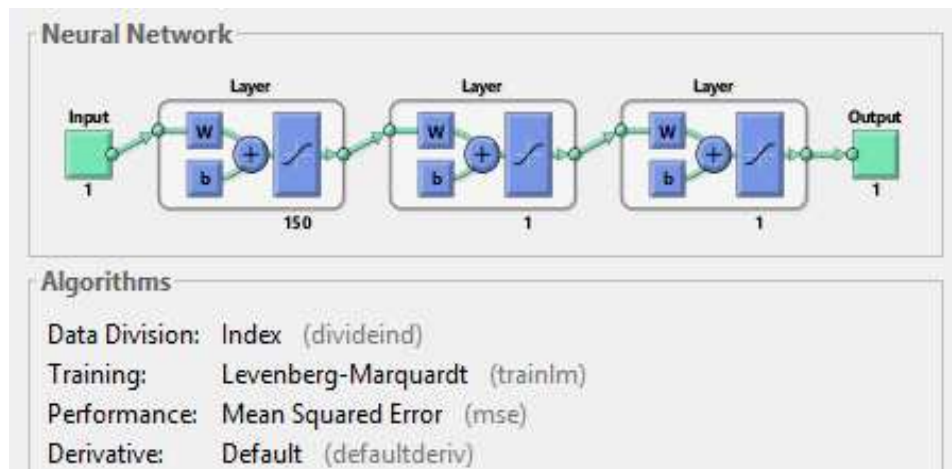 Neural Network
Layer Layer Layer
Input Output
W W W
+ + +
b b b
1 1
150 1 1
Algorithms
Data Division: Index (divideind)
Training: Levenberg-Marquardt (trainlm)
Performance: Mean Squared Error (mse)
Derivative: Default (defaultderiv)